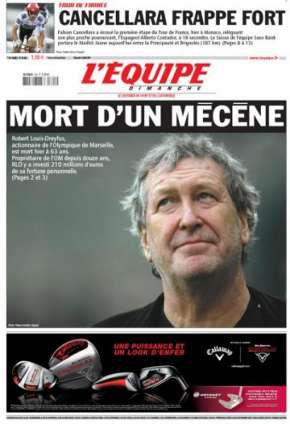 TOUR DE FRANCE
CANCELLARA FRAPPE FORT
Fabian Cancellara a écrasé la première étape du Tour de France, hier à Monaco, reléguant
son plus proche poursuivant, l'Espagnol Alberto Contador, à 18 secondes. Le Suisse de l'équipe Saxo Bank
portera le Maillot Jaune aujourd'hui entre la Principauté et Brignoles (187 km). (Pages 8 à 13)
L'ÉQUIPE
DIMANCHE
MORT D'UN MÉCÈNE
Robert Louis-Dreyfus,
actionnaire de l'Olympique de Marseille,
est mort hier à 63 ans.
Propriétaire de l'OM depuis douze ans,
RLD y a investi 210 millions d'euros
de sa fortune personnelle.
(Pages 2 et 3)
UNE PUISSANCE ET
UN LOOK D'ENFER
Callaway
ODYSSEY